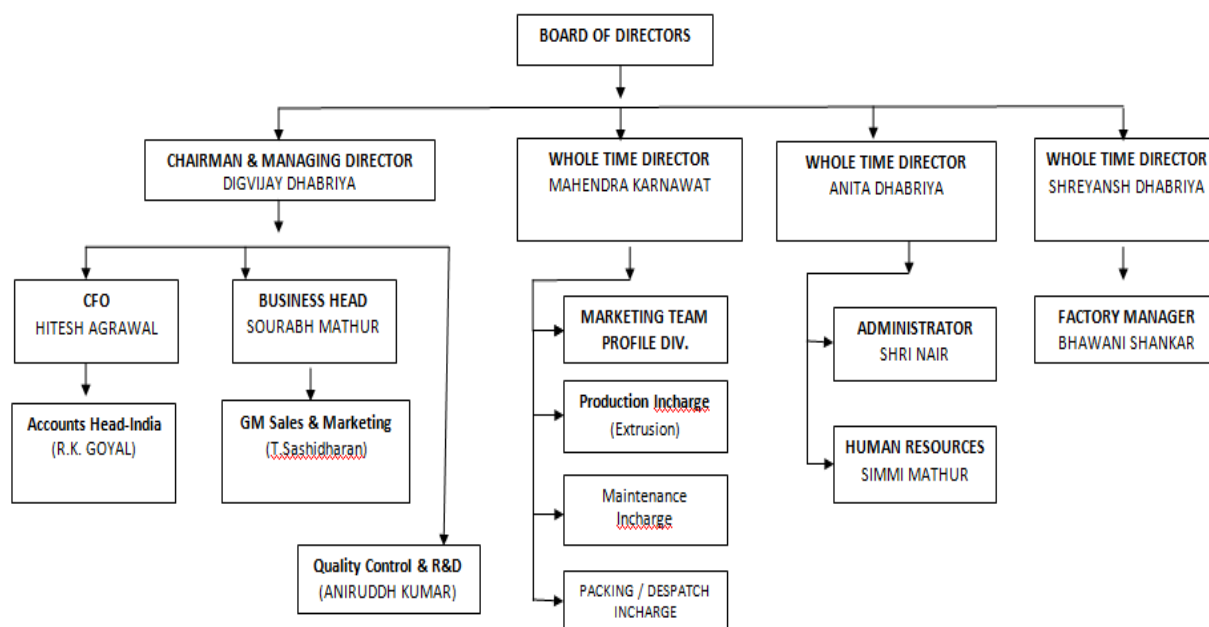 BOARD OF DIRECTORS
CHAIRMAN & MANAGING DIRECTOR
DIGVIJAY DHABRIYA
WHOLE TIME DIRECTOR
MAHENDRA KARNAWAT
WHOLE TIME DIRECTOR
ANITA DHABRIYA
WHOLE TIME DIRECTOR
SHREYANSH DHABRIYA
CFO
HITESH AGRAWAL
BUSINESS HEAD
SOURABH MATHUR
MARKETING TEAM
PROFILE DIV.
ADMINISTRATOR
SHRI NAIR
FACTORY MANAGER
BHAWANI SHANKAR
Accounts Head-India
(R.K. GOYAL)
GM Sales & Marketing
(T.Sashidharan)
Production Incharge
(Extrusion)
HUMAN RESOURCES
SIMMI MATHUR
Maintenance
Incharge
Quality Control & R&D
(ANIRUDDH KUMAR)
PACKING / DESPATCH
INCHARGE